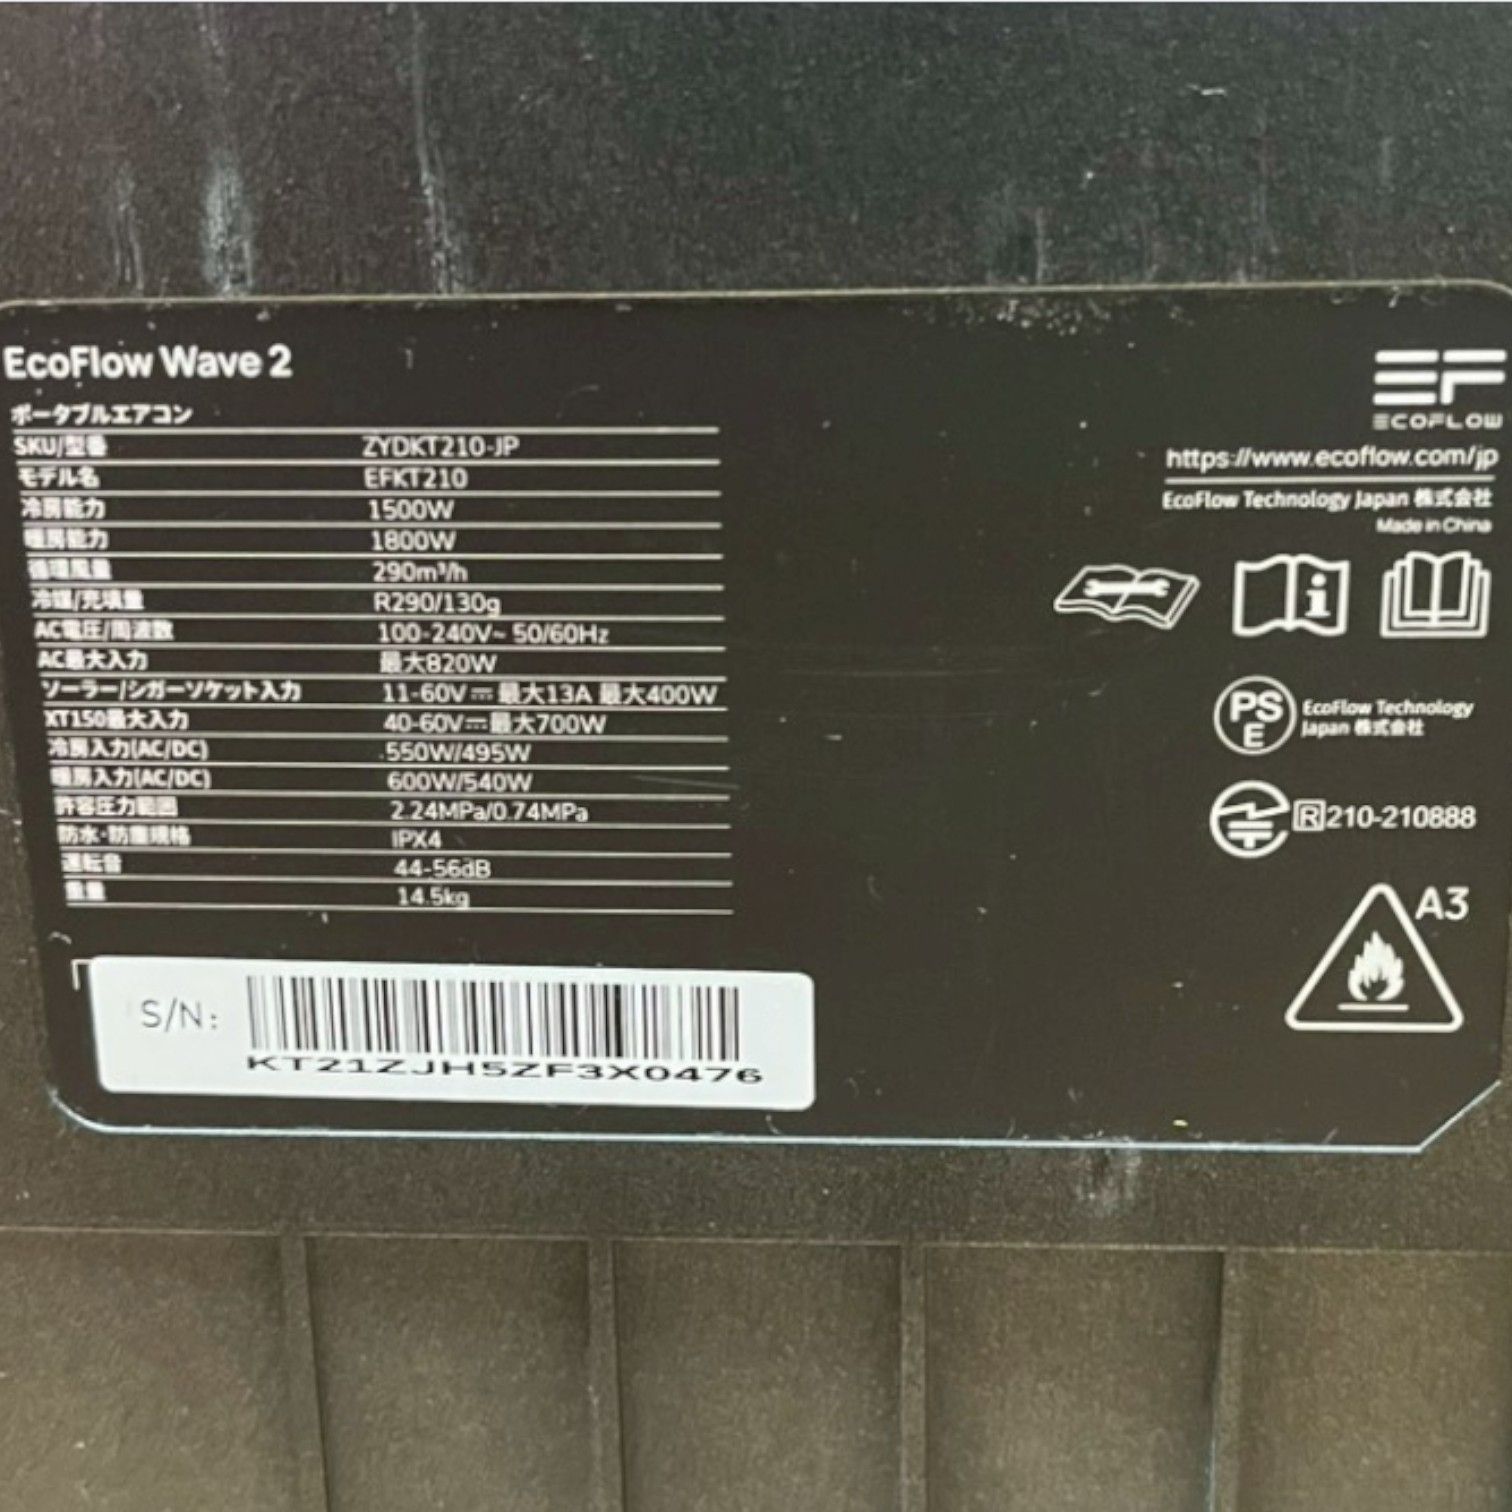 EcoFlow Wave 2
ポータブルエアコン
SKU/型番 ZYDKT210-JP
モデル名 EFKT210
冷房能力 1500W
暖房能力 1800W
循環風量 290m³/h
冷媒/充填量 R290/130g
AC電圧/周波数 100-240V~ 50/60Hz
AC最大入力 最大820W
ソーラー/シガーソケット入力 11-60V⎓最大13A 最大400W
XT150最大入力 40-60V⎓最大700W
冷房入力(AC/DC) 550W/495W
暖房入力(AC/DC) 600W/540W
許容圧力範囲 2.24MPa/0.74MPa
防水·防塵規格 IPX4
運転音 44-56dB
重量 14.5kg
S/N:
KT21ZJH5ZF3X0476
EF
ECOFLOW
https://www.ecoflow.com/jp
EcoFlow Technology Japan 株式会社
Made in China
PSE
EcoFlow Technology
Japan 株式会社
R 210-210888
A3